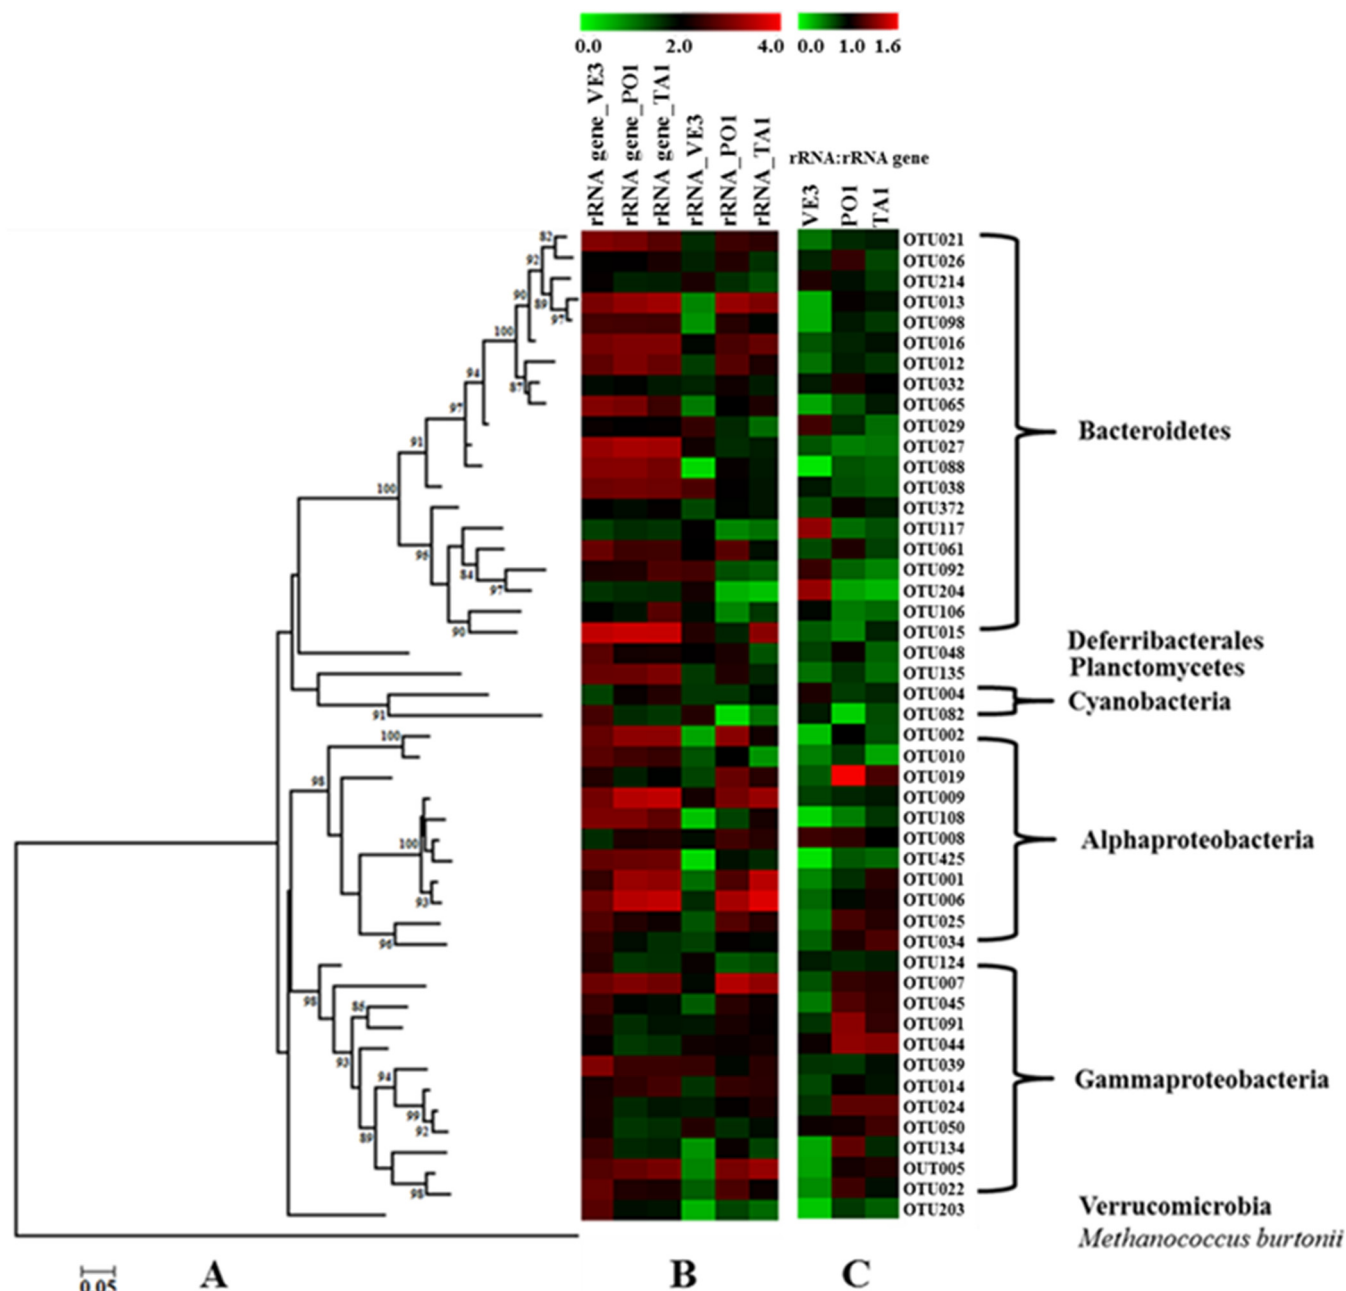 0.0 2.0 4.0 0.0 1.0 1.6
rRNA gene_VE3
rRNA gene_PO1
rRNA gene_TA1
rRNA_VE3
rRNA_PO1
rRNA_TA1
rRNA:rRNA gene
VE3
PO1
TA1
82
92
90
89
97
100
87
94
97
91
100
95
84
97
90
91
100
98
100
93
96
98
86
93
94
99
92
89
98
OTU021
OTU026
OTU214
OTU013
OTU098
OTU016
OTU012
OTU032
OTU065
OTU029
OTU027
OTU088
OTU038
OTU372
OTU117
OTU061
OTU092
OTU204
OTU106
OTU015
OTU048
OTU135
OTU004
OTU082
OTU002
OTU010
OTU019
OTU009
OTU108
OTU008
OTU425
OTU001
OTU006
OTU025
OTU034
OTU124
OTU007
OTU045
OTU091
OTU044
OTU039
OTU014
OTU024
OTU050
OTU134
OUT005
OTU022
OTU203
Bacteroidetes
Deferribacterales
Planctomycetes
Cyanobacteria
Alphaproteobacteria
Gammaproteobacteria
Verrucomicrobia
Methanococcus burtonii
0.05
A B C